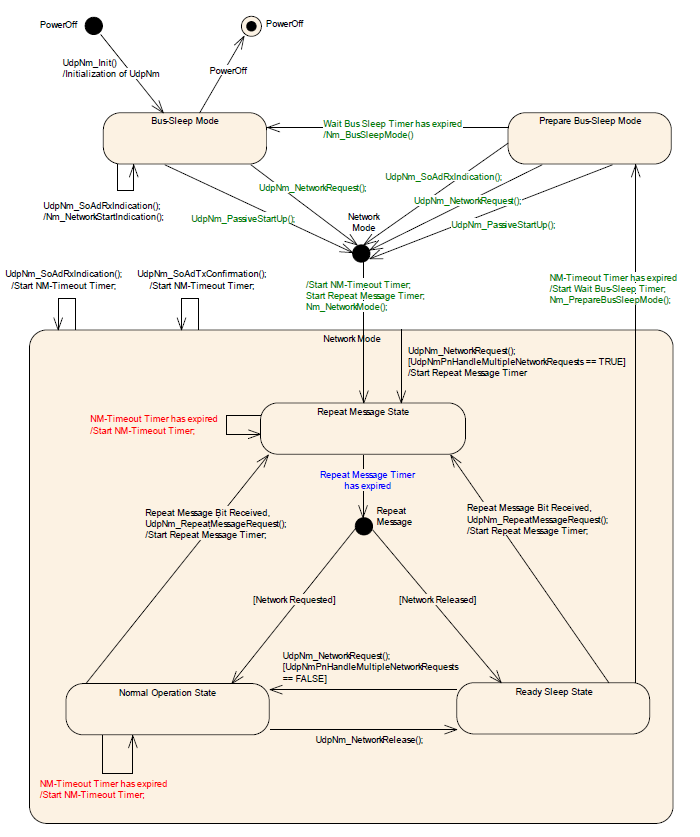 PowerOff
PowerOff
UdpNm_Init()
/Initialization of UdpNm
PowerOff
Bus-Sleep Mode
Wait Bus Sleep Timer has expired
/Nm_BusSleepMode()
Prepare Bus-Sleep Mode
UdpNm_SoAdRxIndication();
/Nm_NetworkStartIndication();
UdpNm_NetworkRequest();
UdpNm_PassiveStartUp();
Network
Mode
UdpNm_SoAdRxIndication();
UdpNm_NetworkRequest();
UdpNm_PassiveStartUp();
UdpNm_SoAdRxIndication();
/Start NM-Timeout Timer;
UdpNm_SoAdTxConfirmation();
/Start NM-Timeout Timer;
/Start NM-Timeout Timer;
Start Repeat Message Timer;
Nm_NetworkMode();
NM-Timeout Timer has expired
/Start Wait Bus-Sleep Timer;
Nm_PrepareBusSleepMode();
Network Mode
UdpNm_NetworkRequest();
[UdpNmPnHandleMultipleNetworkRequests == TRUE]
/Start Repeat Message Timer
Repeat Message State
NM-Timeout Timer has expired
/Start NM-Timeout Timer;
Repeat Message Timer
has expired
Repeat
Message
Repeat Message Bit Received,
UdpNm_RepeatMessageRequest();
/Start Repeat Message Timer;
Repeat Message Bit Received,
UdpNm_RepeatMessageRequest();
/Start Repeat Message Timer;
[Network Requested]
[Network Released]
UdpNm_NetworkRequest();
[UdpNmPnHandleMultipleNetworkRequests
== FALSE]
Normal Operation State
Ready Sleep State
UdpNm_NetworkRelease();
NM-Timeout Timer has expired
/Start NM-Timeout Timer;